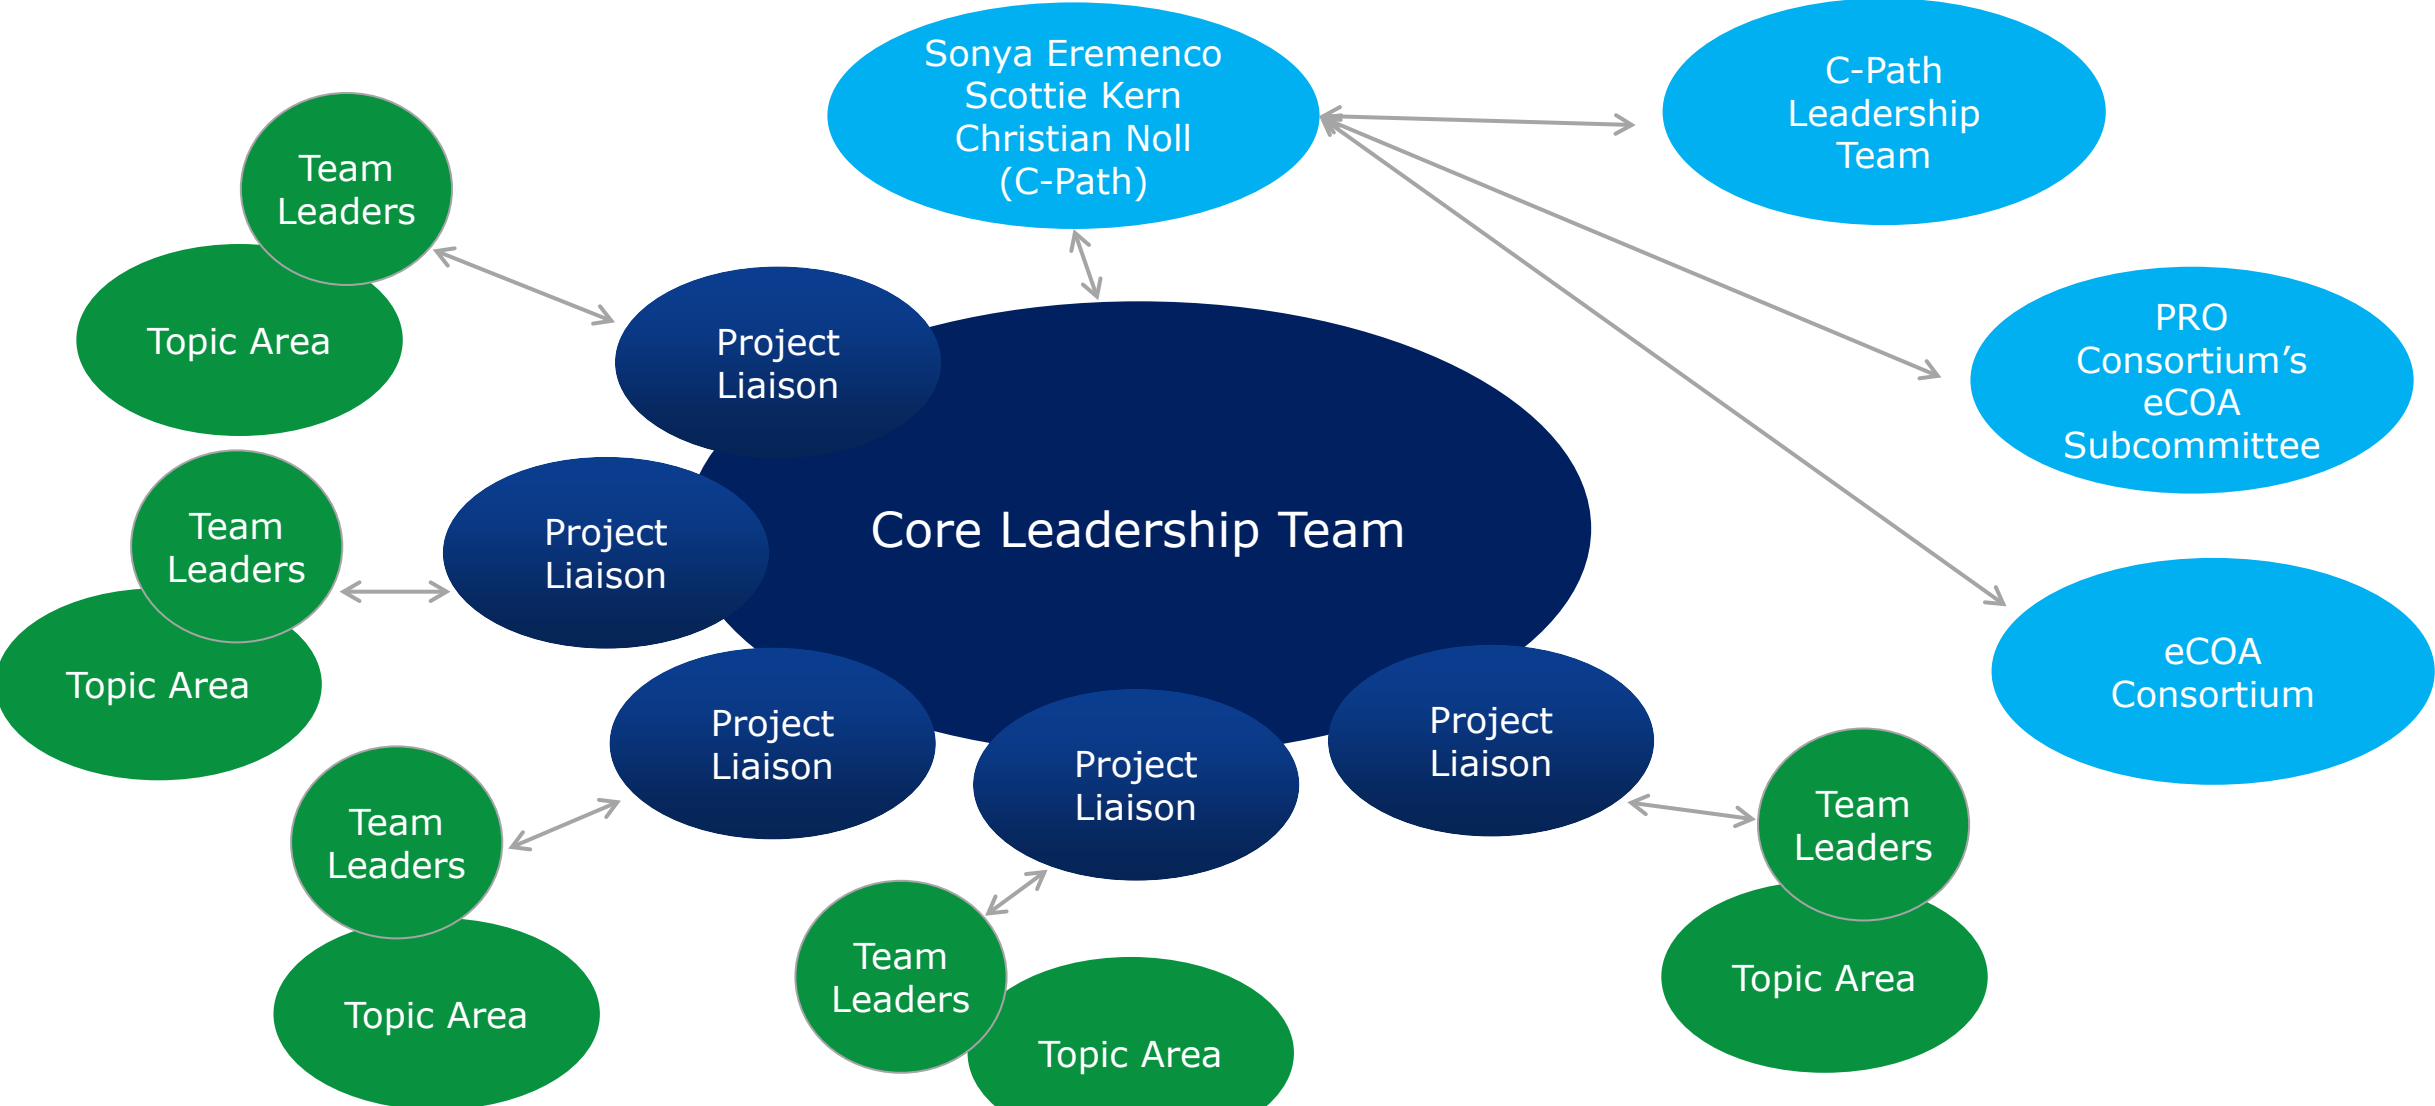 Sonya Eremenco
Scottie Kern
Christian Noll
(C-Path)
C-Path
Leadership
Team
Team
Leaders
Topic Area
Project
Liaison
PRO
Consortium’s
eCOA
Subcommittee
Core Leadership Team
Project
Liaison
Team
Leaders
Topic Area
eCOA
Consortium
Project
Liaison
Project
Liaison
Project
Liaison
Team
Leaders
Topic Area
Team
Leaders
Topic Area
Team
Leaders
Topic Area